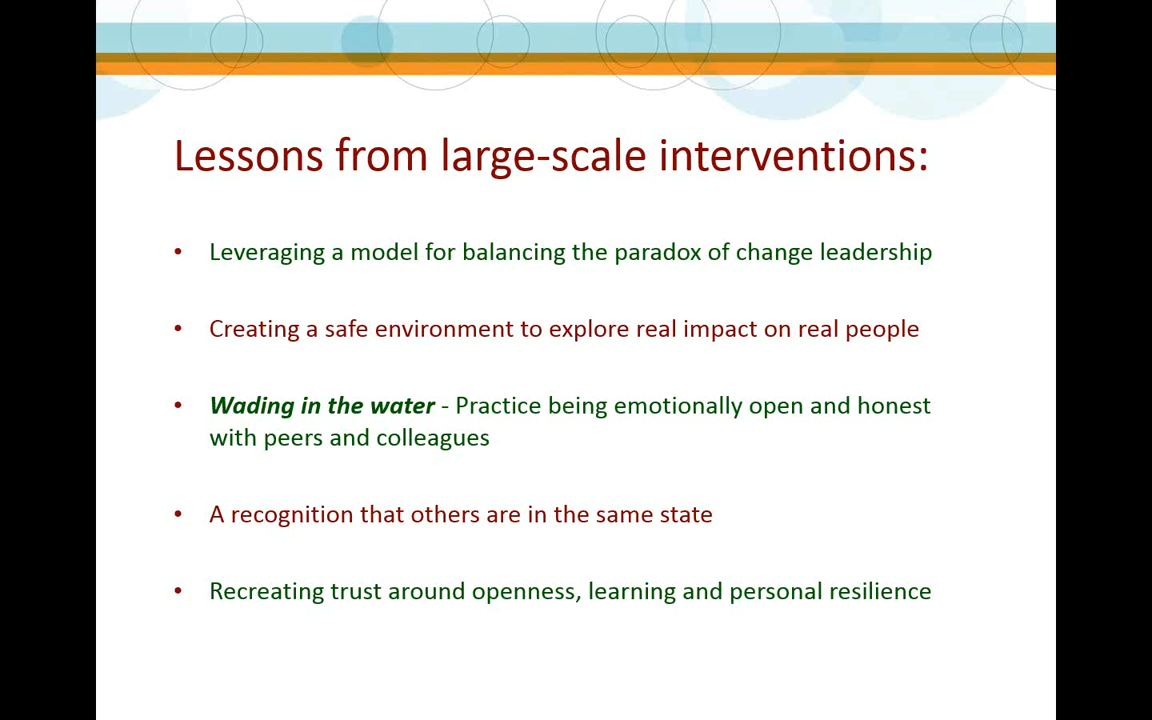 Lessons from large-scale interventions:
• Leveraging a model for balancing the paradox of change leadership
• Creating a safe environment to explore real impact on real people
• Wading in the water - Practice being emotionally open and honest
with peers and colleagues
• A recognition that others are in the same state
• Recreating trust around openness, learning and personal resilience